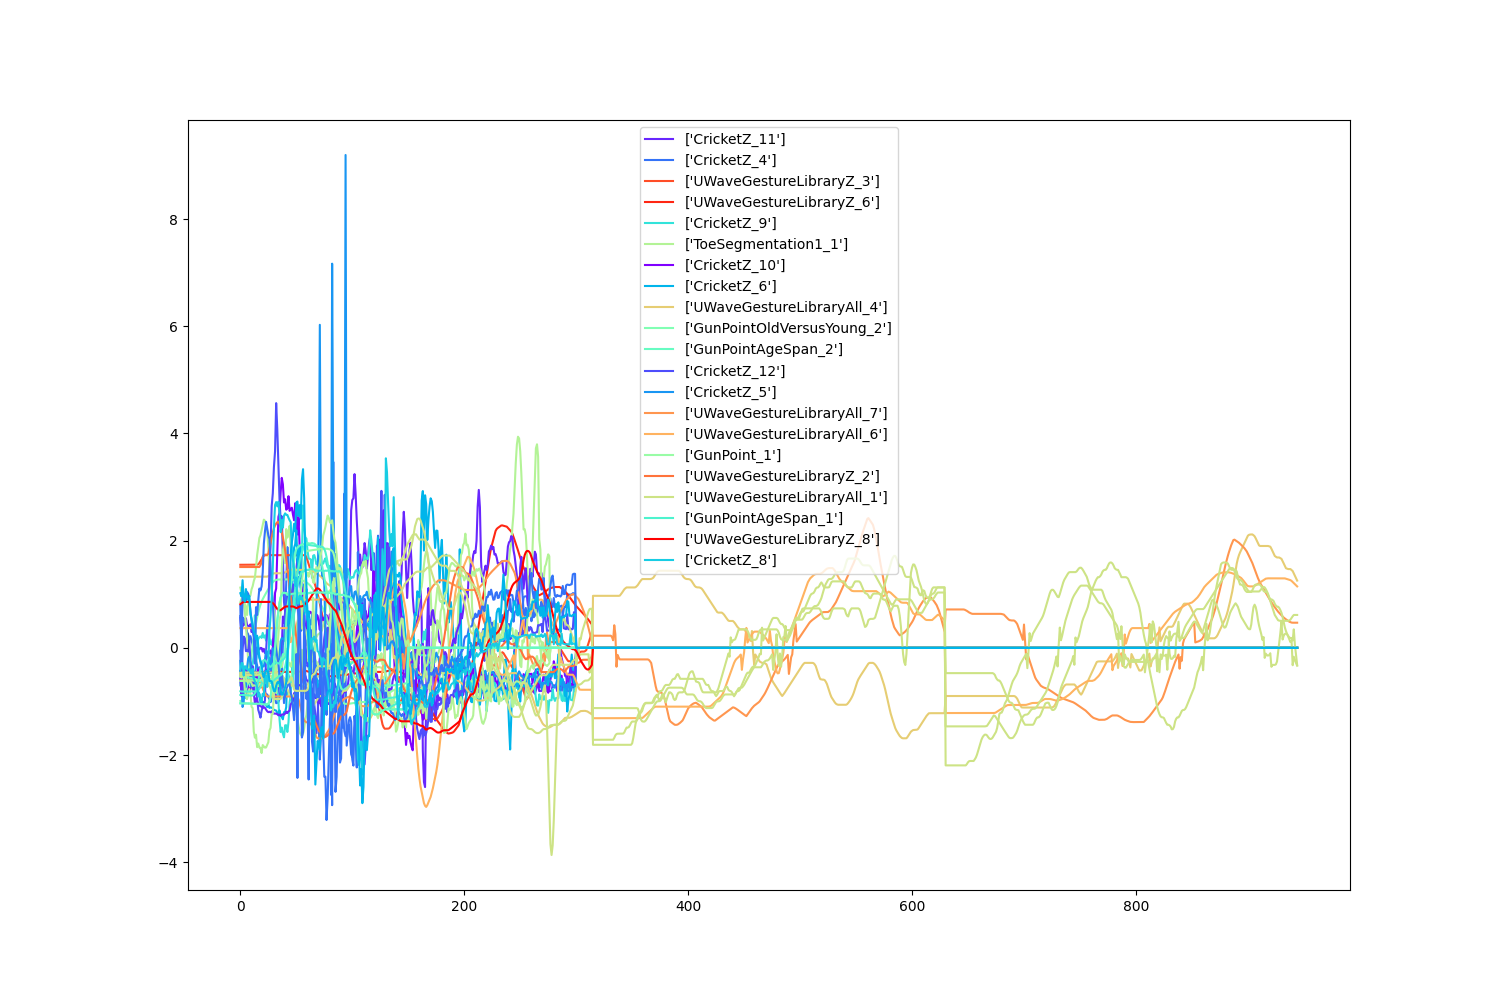 ['CricketZ_11']
['CricketZ_4']
['UWaveGestureLibraryZ_3']
['UWaveGestureLibraryZ_6']
['CricketZ_9']
['ToeSegmentation1_1']
['CricketZ_10']
['CricketZ_6']
['UWaveGestureLibraryAll_4']
['GunPointOldVersusYoung_2']
['GunPointAgeSpan_2']
['CricketZ_12']
['CricketZ_5']
['UWaveGestureLibraryAll_7']
['UWaveGestureLibraryAll_6']
['GunPoint_1']
['UWaveGestureLibraryZ_2']
['UWaveGestureLibraryAll_1']
['GunPointAgeSpan_1']
['UWaveGestureLibraryZ_8']
['CricketZ_8']
8
6
4
2
0
−2
−4
0 200 400 600 800